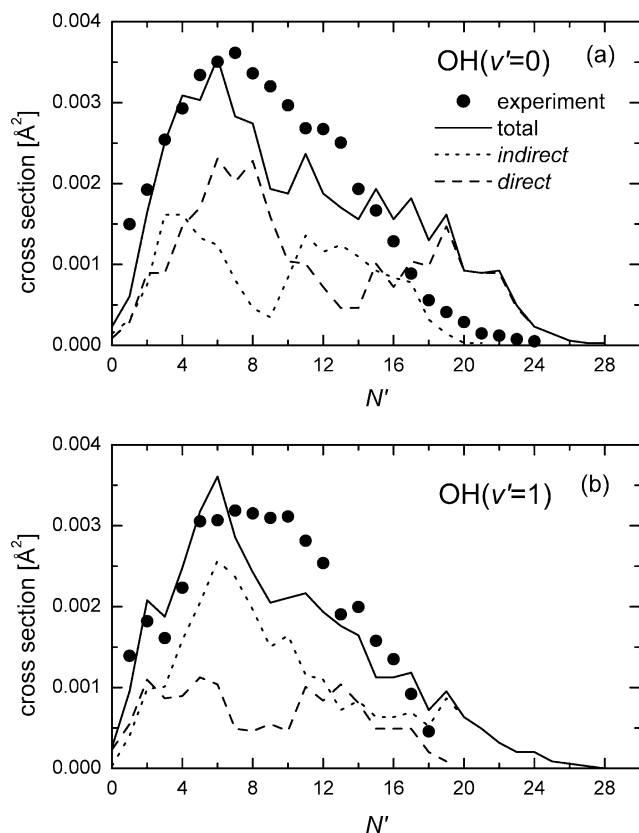 0.004
0.003
0.002
0.001
0.000
cross section [Å²]
OH(v'=0)
(a)
experiment
total
indirect
direct
0 4 8 12 16 20 24 28
N'
0.004
0.003
0.002
0.001
0.000
cross section [Å²]
OH(v'=1)
(b)
0 4 8 12 16 20 24 28
N'